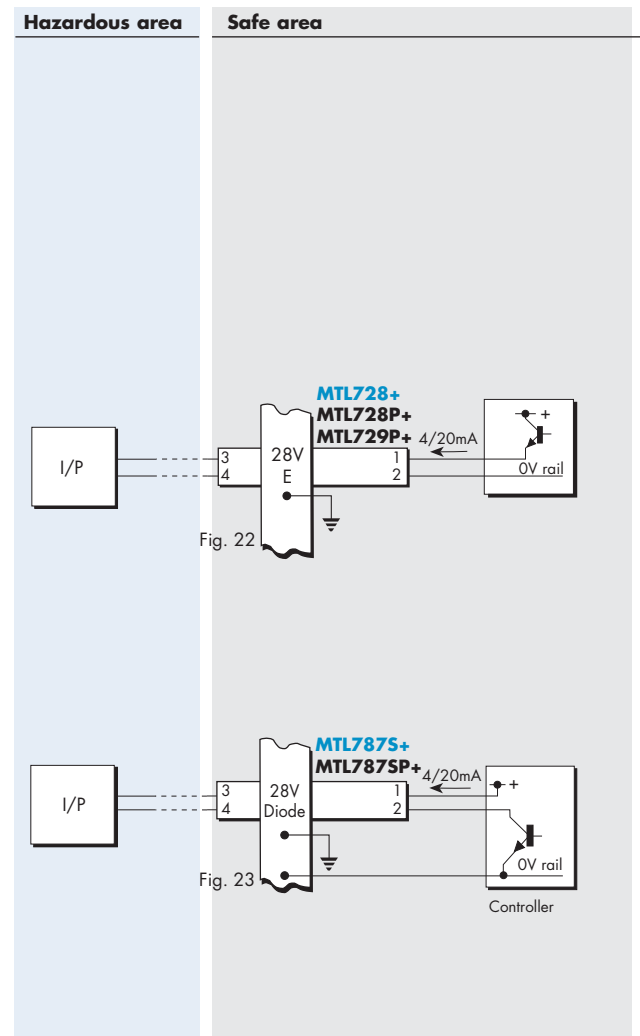 Hazardous area
Safe area
MTL728+
MTL728P+
MTL729P+
4/20mA
+
I/P
3
4
28V
E
1
2
0V rail
Fig. 22
MTL787S+
MTL787SP+
4/20mA
+
I/P
3
4
28V
Diode
1
2
0V rail
Fig. 23
Controller